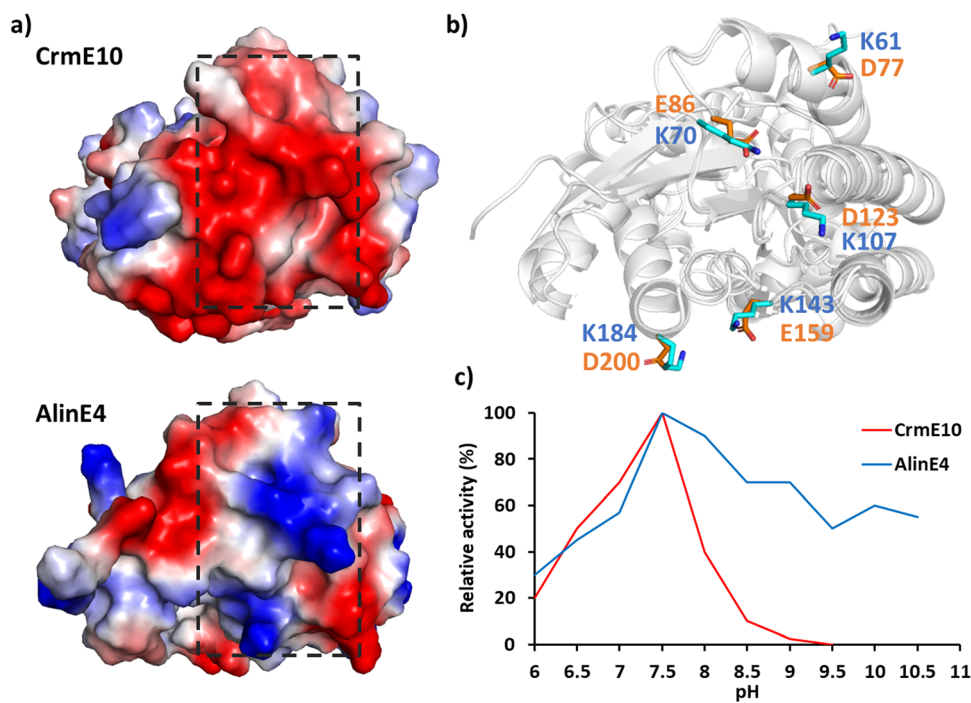 a)
CrmE10
AlinE4
b)
K61
D77
E86
K70
D123
K107
K143
E159
K184
D200
c)
Relative activity (%)
100
80
60
40
20
0
6 6.5 7 7.5 8 8.5 9 9.5 10 10.5 11
pH
CrmE10
AlinE4